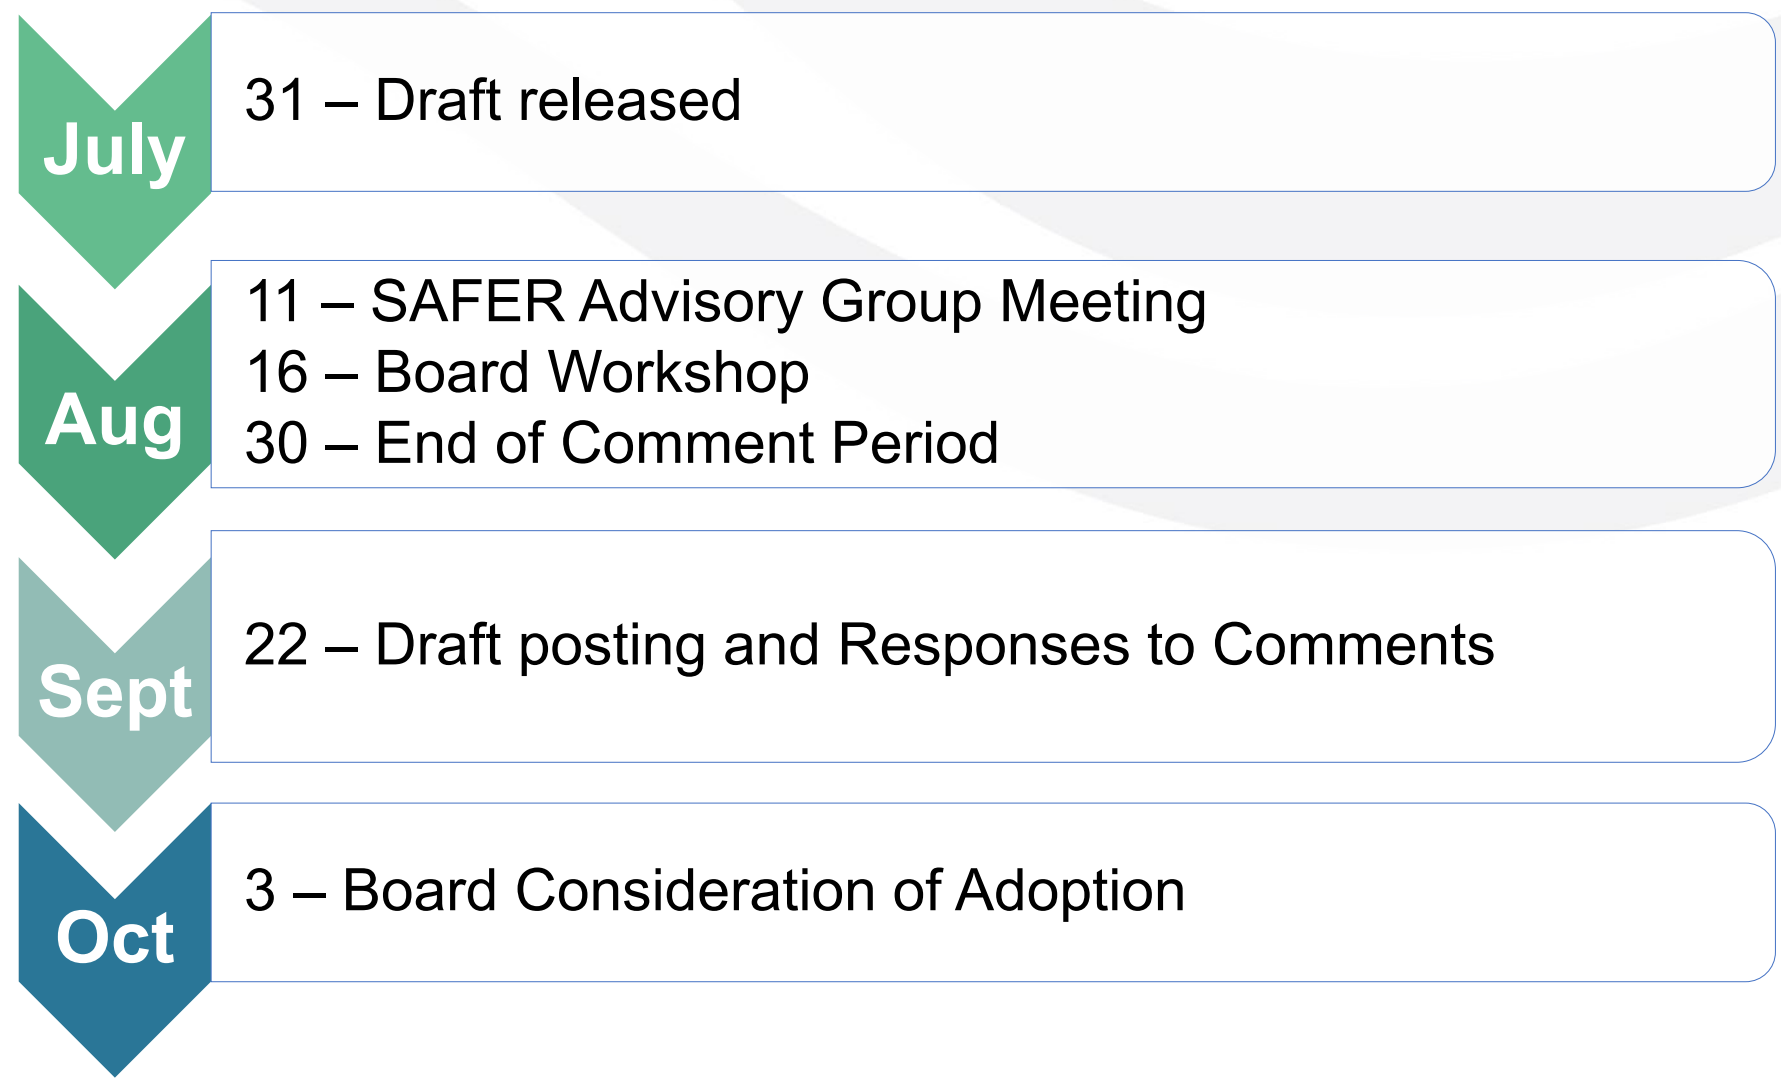 July
31 – Draft released
Aug
11 – SAFER Advisory Group Meeting
16 – Board Workshop
30 – End of Comment Period
Sept
22 – Draft posting and Responses to Comments
Oct
3 – Board Consideration of Adoption